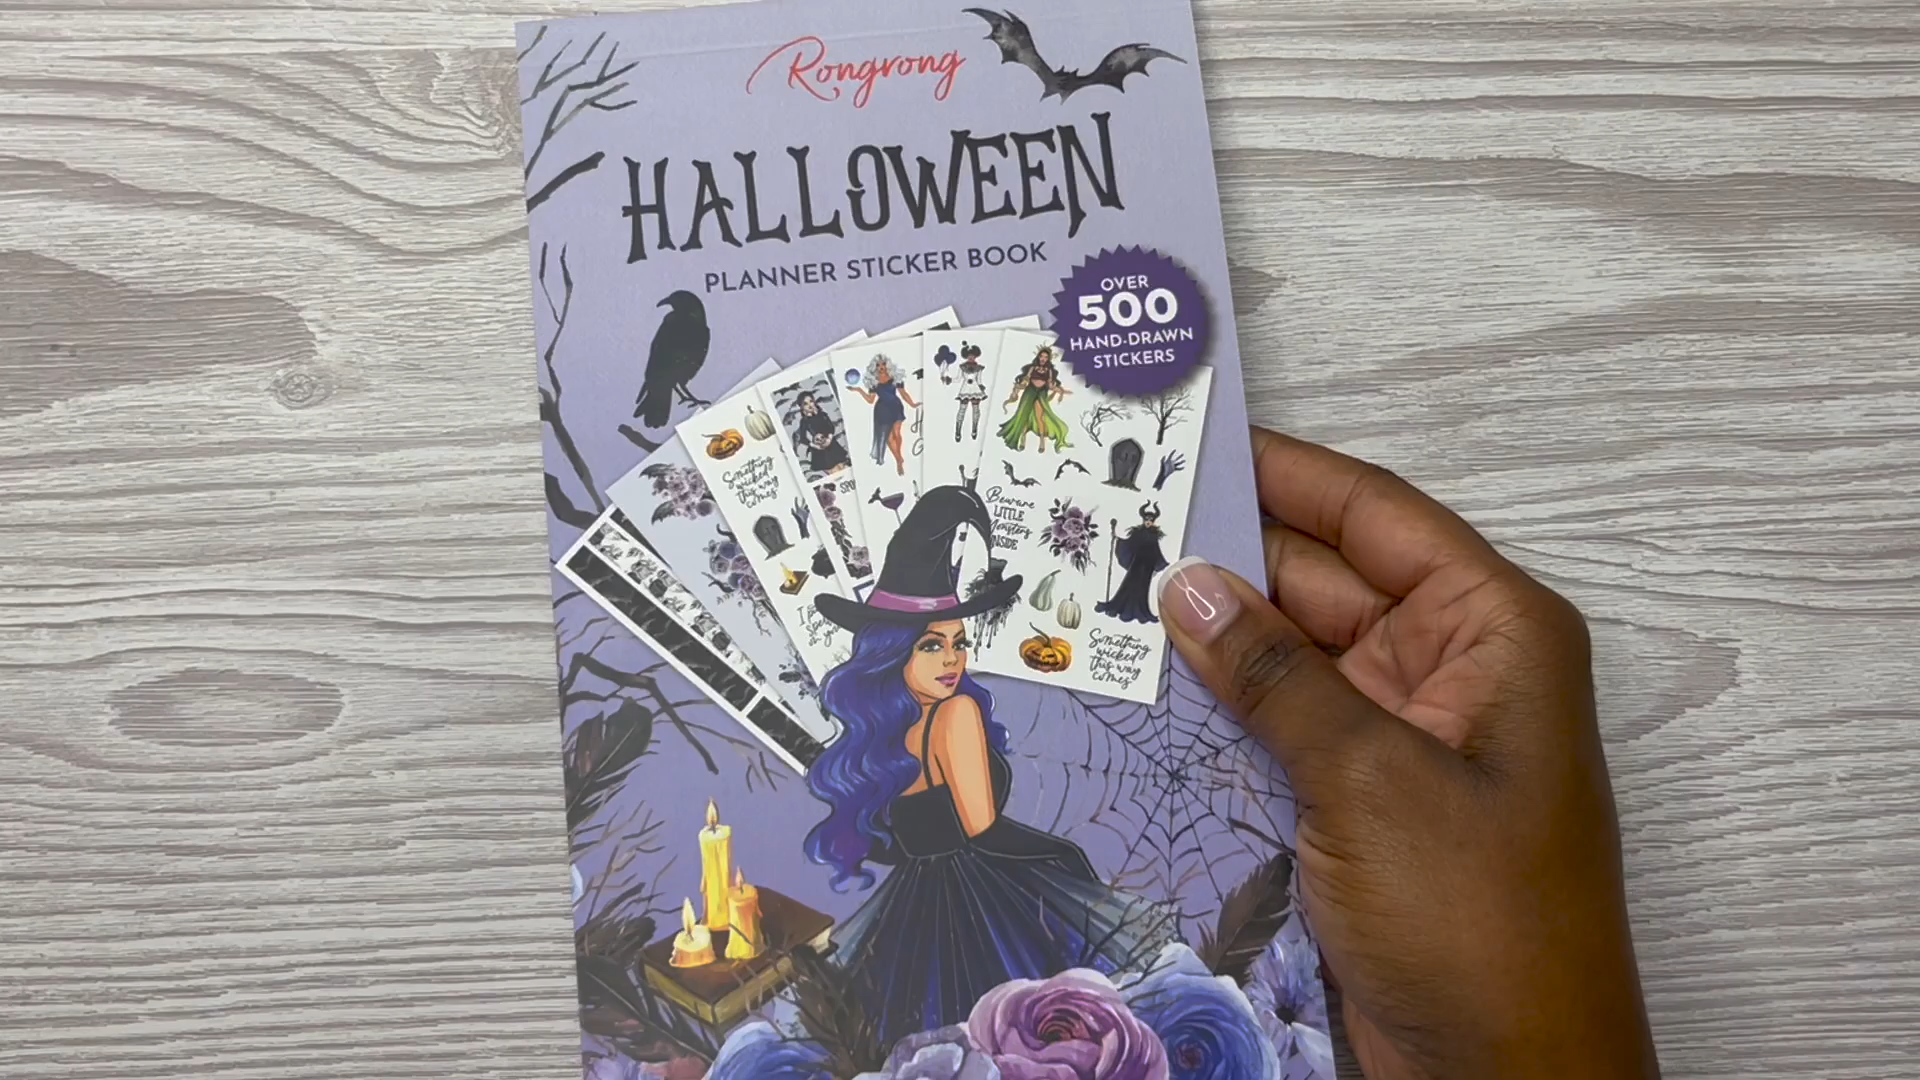 Rongrong
HALLOWEEN
PLANNER STICKER BOOK
OVER
500
HAND-DRAWN
STICKERS
Something
wicked
this way
comes
Beware
LITTLE
Monsters
INSIDE
Something
wicked
this way
comes